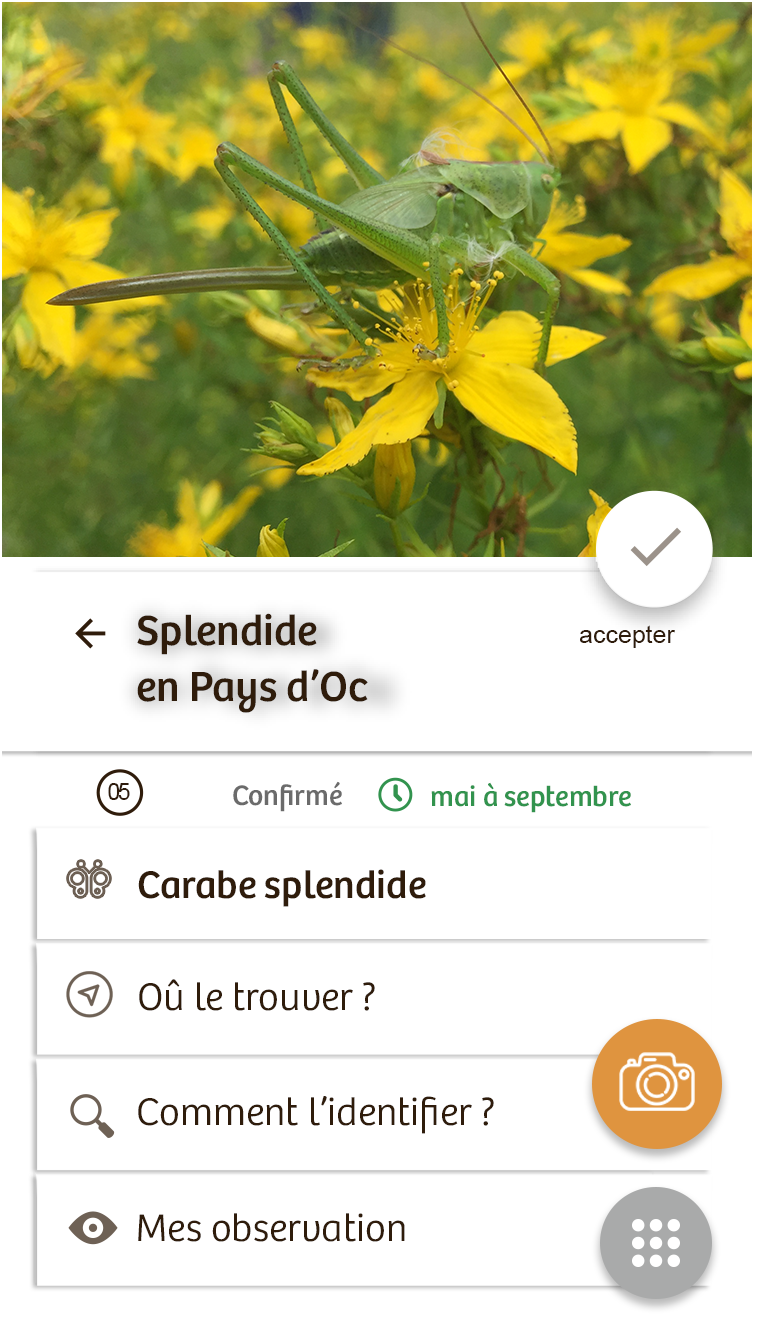 Splendide
en Pays d'Oc
accepter
05
Confirmé
mai à septembre
Carabe splendide
Oû le trouver ?
Comment l'identifier ?
Mes observation